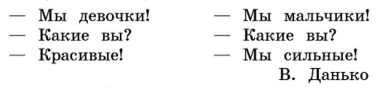 — Мы девочки!
— Какие вы?
— Красивые!
— Мы мальчики!
— Какие вы?
— Мы сильные!
В. Данько